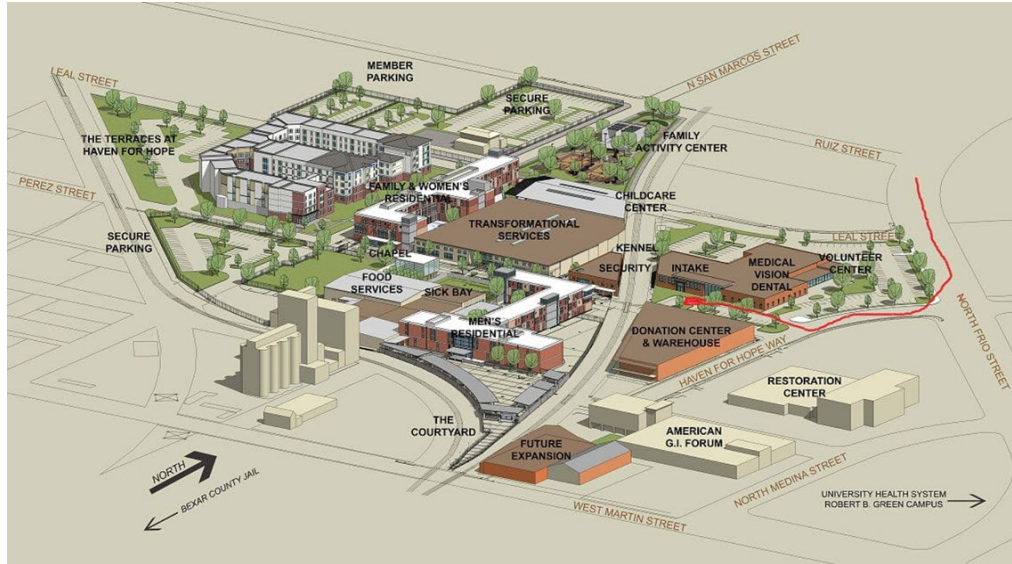 MEMBER
PARKING
N SAN MARCOS STREET
LEAL STREET
SECURE
PARKING
THE TERRACES AT
HAVEN FOR HOPE
FAMILY
ACTIVITY CENTER
RUIZ STREET
PEREZ STREET
FAMILY & WOMEN'S
RESIDENTIAL
CHILDCARE
CENTER
TRANSFORMATIONAL
SERVICES
LEAL STREET
SECURE
PARKING
CHAPEL
KENNEL
SECURITY
INTAKE
MEDICAL
VISION
DENTAL
VOLUNTEER
CENTER
FOOD
SERVICES
SICK BAY
MEN'S
RESIDENTIAL
DONATION CENTER
& WAREHOUSE
NORTH FRIO STREET
HAVEN FOR HOPE WAY
RESTORATION
CENTER
THE
COURTYARD
AMERICAN
G.I. FORUM
FUTURE
EXPANSION
NORTH
BEXAR COUNTY JAIL
NORTH MEDINA STREET
WEST MARTIN STREET
UNIVERSITY HEALTH SYSTEM
ROBERT B. GREEN CAMPUS